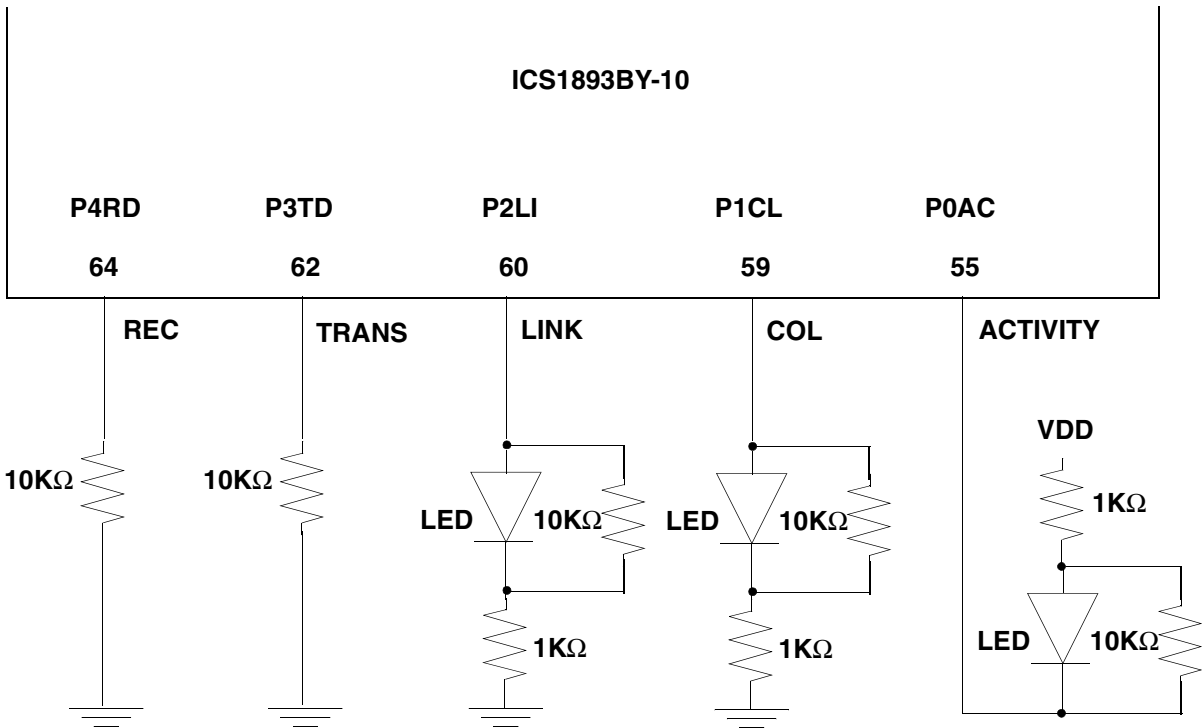 ICS1893BY-10
P4RD P3TD P2LI P1CL P0AC
64 62 60 59 55
REC TRANS LINK COL ACTIVITY
VDD
10KΩ 10KΩ LED 10KΩ LED 10KΩ 1KΩ
1KΩ 1KΩ LED 10KΩ